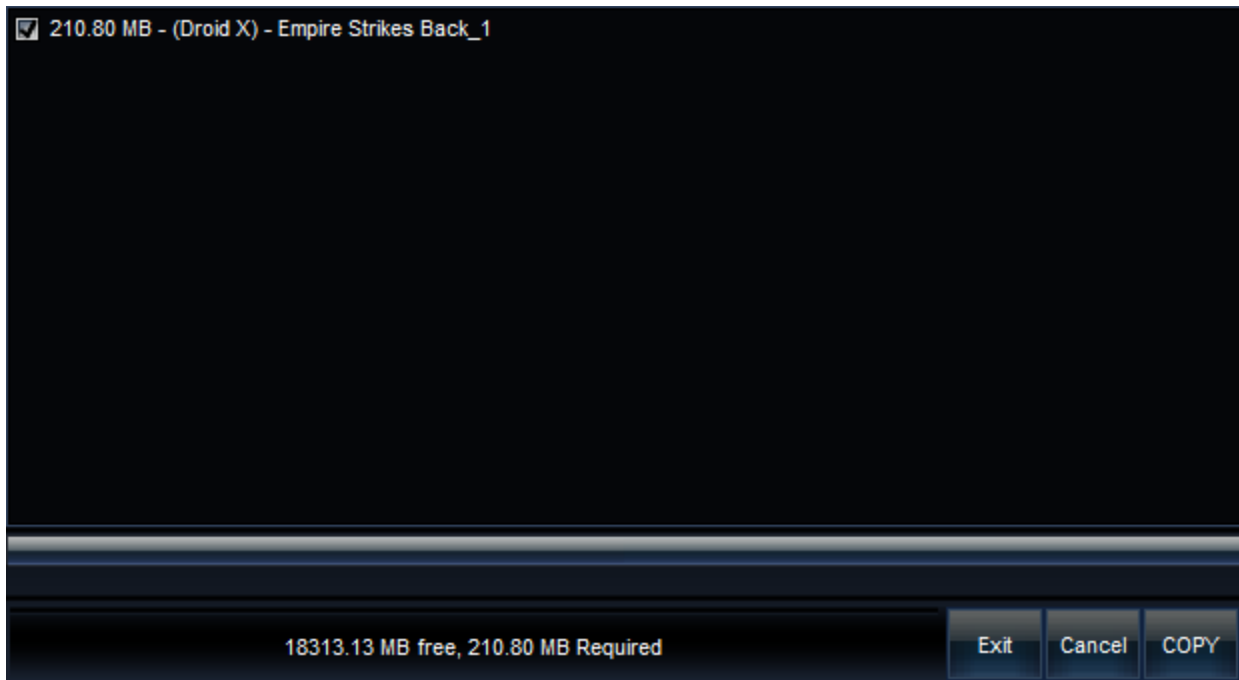 210.80 MB - (Droid X) - Empire Strikes Back_1
18313.13 MB free, 210.80 MB Required
Exit
Cancel
COPY